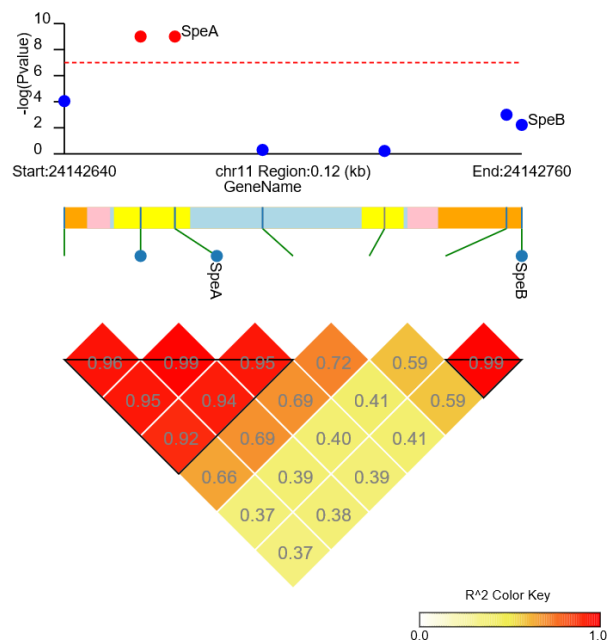 10
8
6
4
2
0
-log(Pvalue)
SpeA
SpeB
Start:24142640
chr11 Region:0.12 (kb)
End:24142760
GeneName
SpeA
SpeB
0.96 0.99 0.95 0.72 0.59 0.99
0.95 0.94 0.69 0.41 0.59
0.92 0.69 0.40 0.41
0.66 0.39 0.39
0.37 0.38
0.37
R^2 Color Key
0.0 1.0